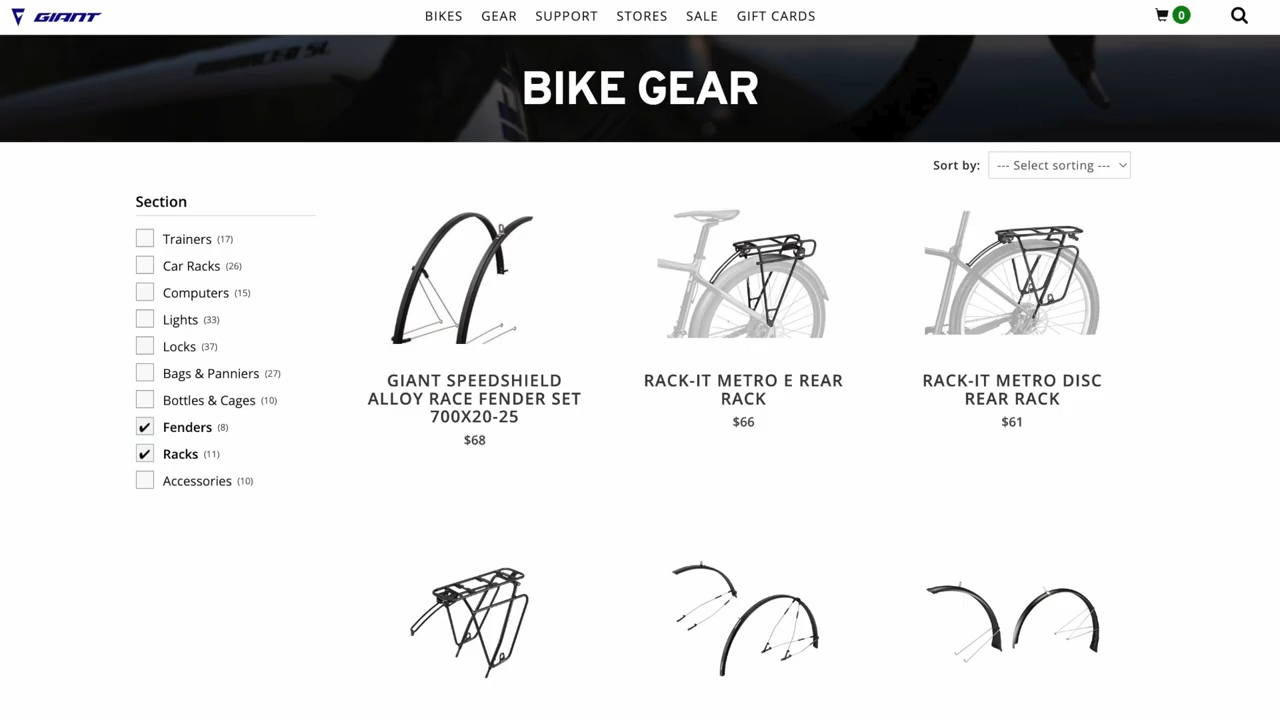 GIANT
BIKES GEAR SUPPORT STORES SALE GIFT CARDS
0
BIKE GEAR
Sort by: --- Select sorting ---
Section
Trainers (17)
Car Racks (26)
Computers (15)
Lights (33)
Locks (37)
Bags & Panniers (27)
Bottles & Cages (10)
Fenders (8)
Racks (11)
Accessories (10)
GIANT SPEEDSHIELD
ALLOY RACE FENDER SET
700X20-25
$68
RACK-IT METRO E REAR
RACK
$66
RACK-IT METRO DISC
REAR RACK
$61